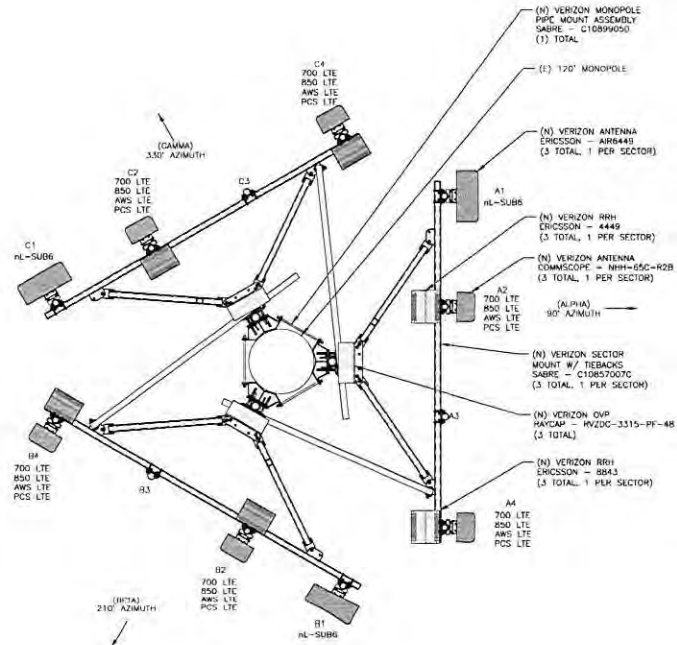 (N) VERIZON MONOPOLE
PIPE MOUNT ASSEMBLY
SABRE - C10899050
(1) TOTAL
(E) 120' MONOPOLE
(N) VERIZON ANTENNA
ERICSSON - AIR6449
(3 TOTAL, 1 PER SECTOR)
(N) VERIZON RRH
ERICSSON - 4449
(3 TOTAL, 1 PER SECTOR)
(N) VERIZON ANTENNA
COMMSCOPE - NHH-65C-R2B
(3 TOTAL, 1 PER SECTOR)
(ALPHA)
90° AZIMUTH
(N) VERIZON SECTOR
MOUNT W/ TIEBACKS
SABRE - C10857007C
(3 TOTAL, 1 PER SECTOR)
(N) VERIZON OVP
RAYCAP - RVZDC-3315-PF-48
(3 TOTAL)
(N) VERIZON RRH
ERICSSON - 8843
(3 TOTAL, 1 PER SECTOR)
C4
700 LTE
850 LTE
AWS LTE
PCS LTE
(GAMMA)
330° AZIMUTH
C2
700 LTE
850 LTE
AWS LTE
PCS LTE
C3
C1
nL-SUB6
A1
nL-SUB6
A2
700 LTE
850 LTE
AWS LTE
PCS LTE
A3
A4
700 LTE
850 LTE
AWS LTE
PCS LTE
B4
700 LTE
850 LTE
AWS LTE
PCS LTE
B3
B2
700 LTE
850 LTE
AWS LTE
PCS LTE
(BETA)
210° AZIMUTH
B1
nL-SUB6